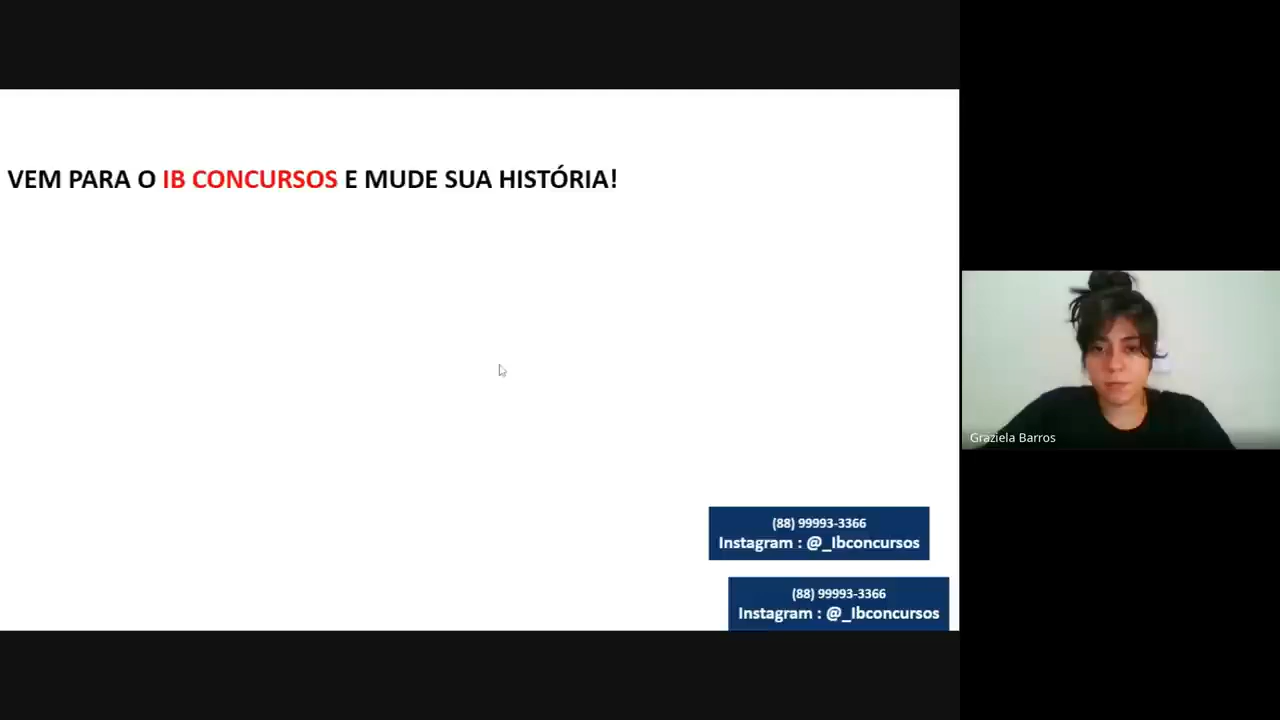 VEM PARA O IB CONCURSOS E MUDE SUA HISTÓRIA!
Graziela Barros
(88) 99993-3366
Instagram : @_Ibconcursos
(88) 99993-3366
Instagram : @_Ibconcursos